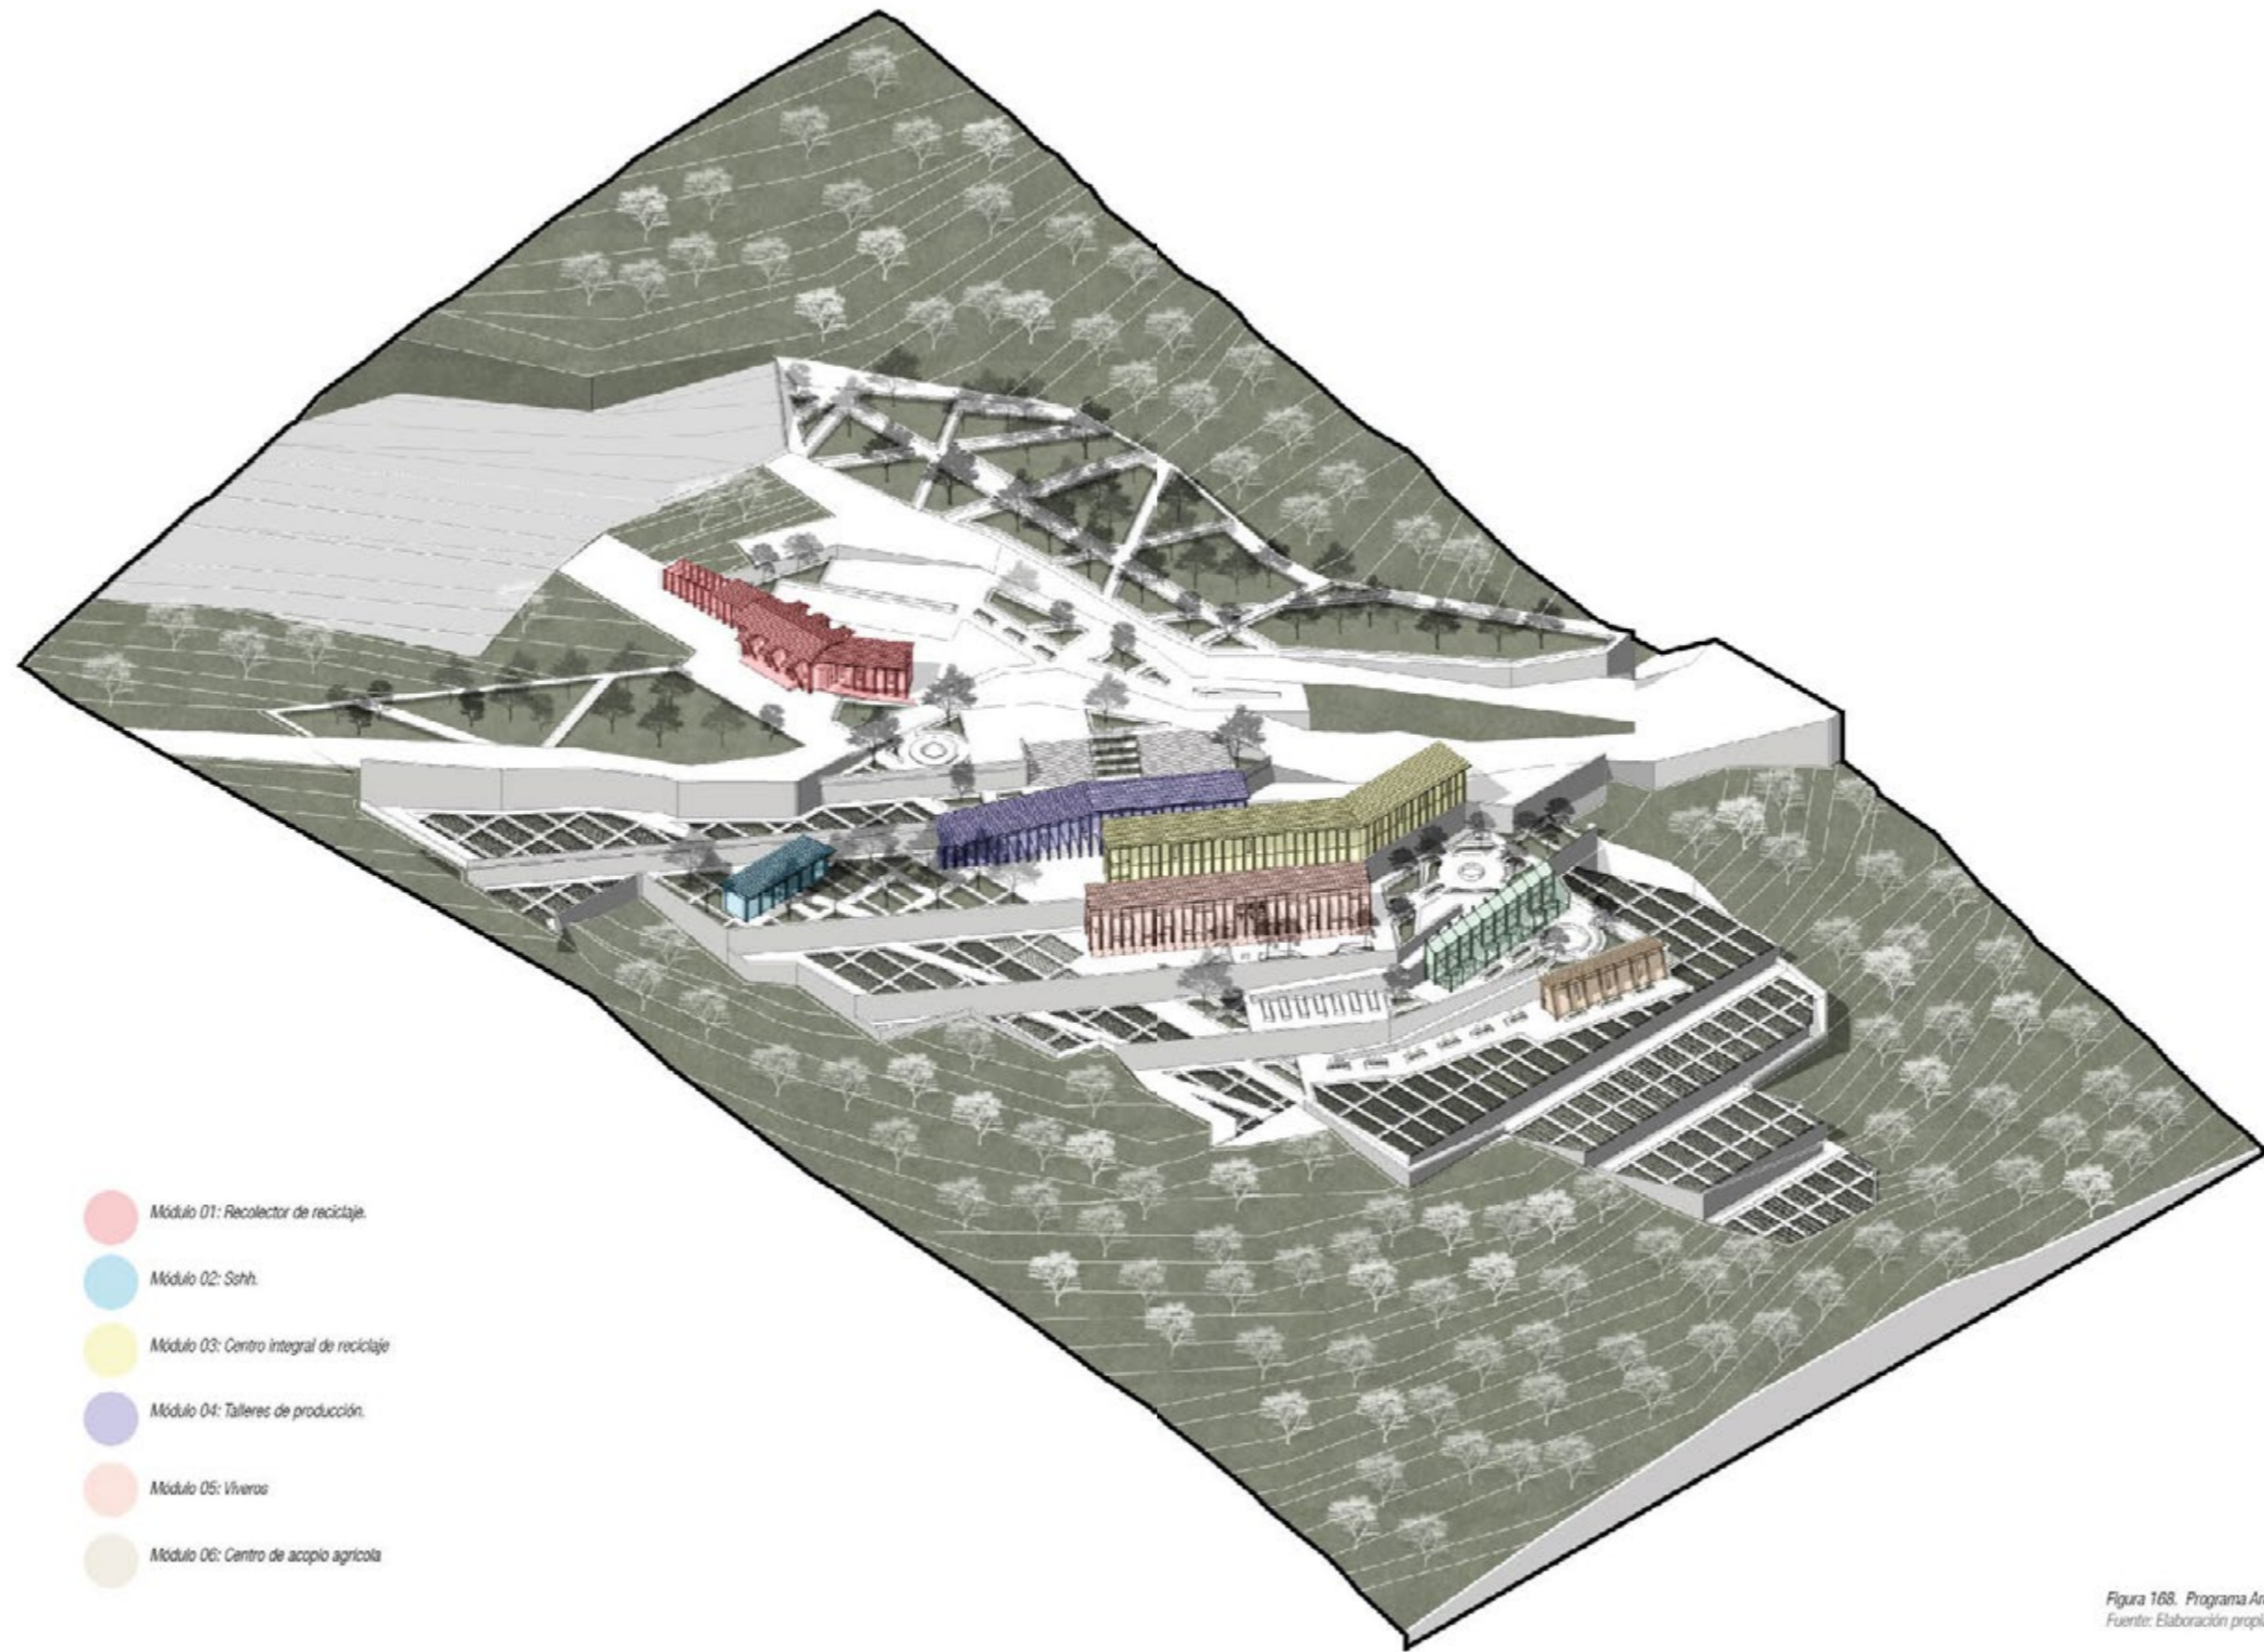 Módulo 01: Recolector de reciclaje.
Módulo 02: Sshh.
Módulo 03: Centro integral de reciclaje
Módulo 04: Talleres de producción.
Módulo 05: Viveros
Módulo 06: Centro de acopio agrícola
Figura 168. Programa
Fuente: Elaboración